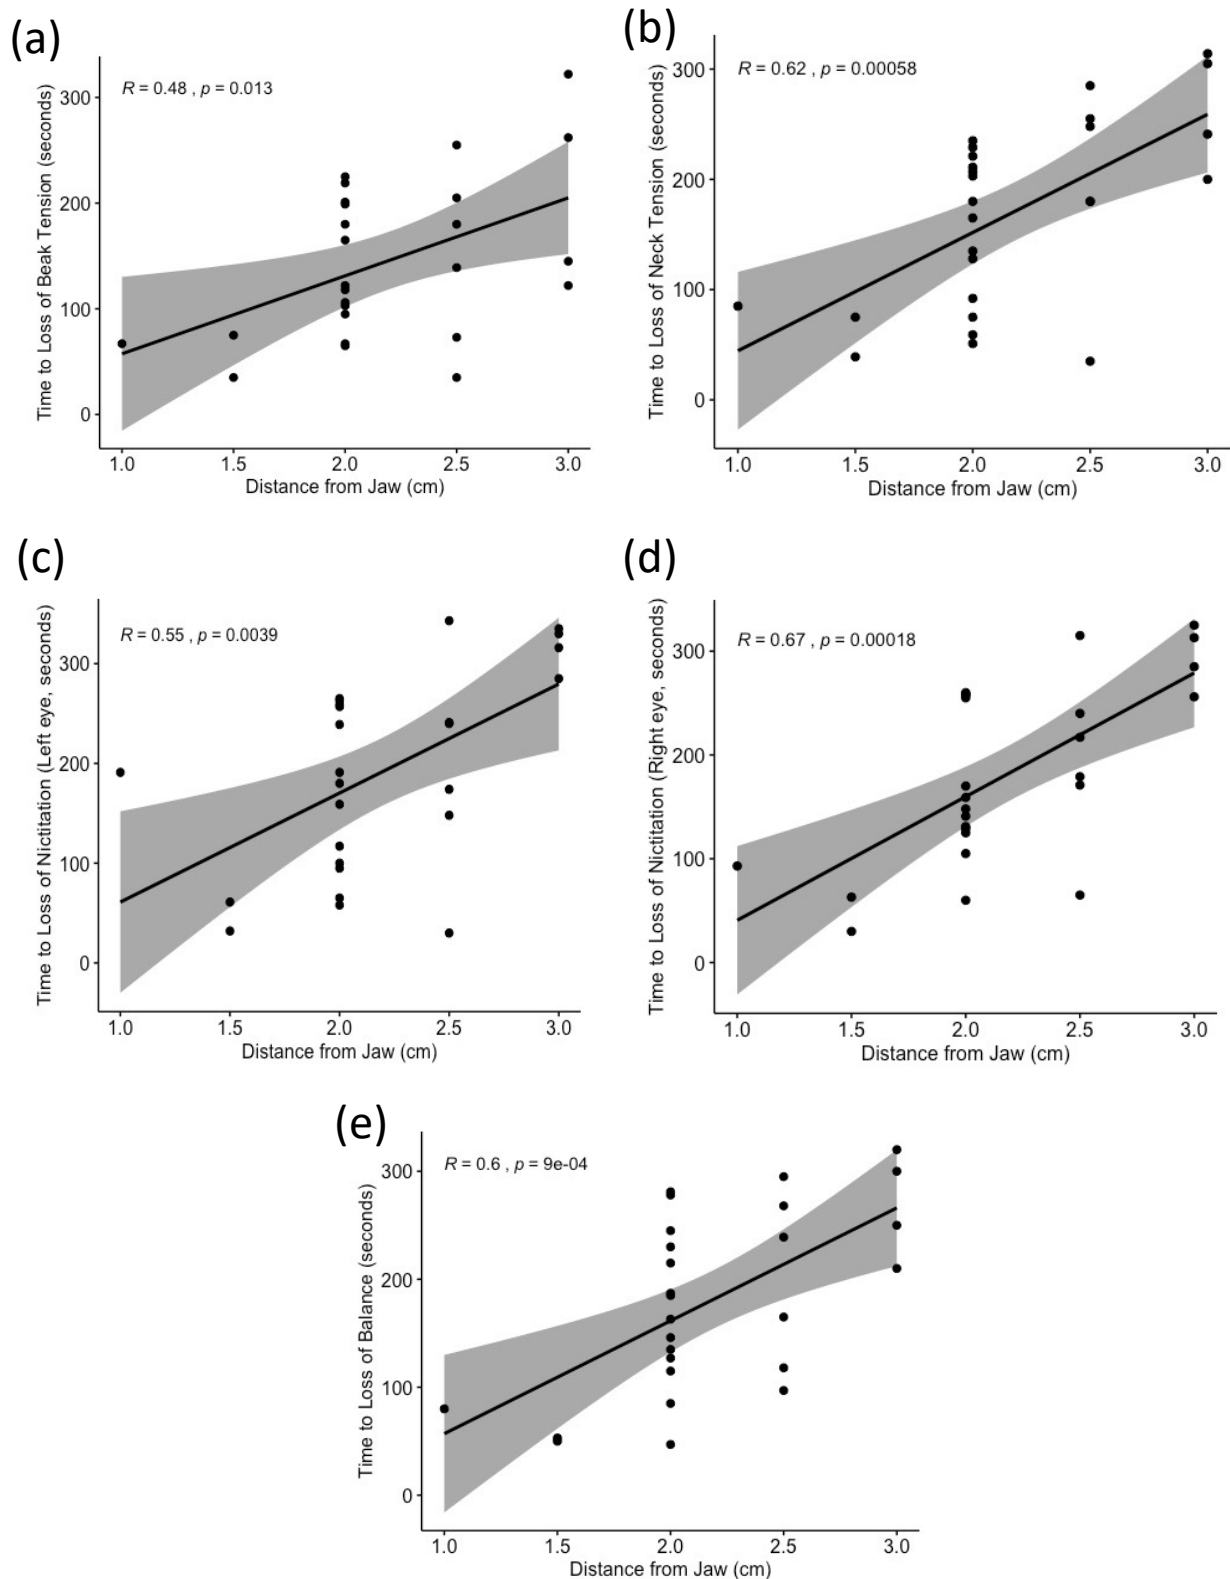 (a)
R = 0.48 , p = 0.013
Time to Loss of Beak Tension (seconds)
300
200
100
0
1.0 1.5 2.0 2.5 3.0
Distance from Jaw (cm)
(b)
R = 0.62 , p = 0.00058
Time to Loss of Neck Tension (seconds)
300
200
100
0
1.0 1.5 2.0 2.5 3.0
Distance from Jaw (cm)
(c)
R = 0.55 , p = 0.0039
Time to Loss of Nictitation (Left eye, seconds)
300
200
100
0
1.0 1.5 2.0 2.5 3.0
Distance from Jaw (cm)
(d)
R = 0.67 , p = 0.00018
Time to Loss of Nictitation (Right eye, seconds)
300
200
100
0
1.0 1.5 2.0 2.5 3.0
Distance from Jaw (cm)
(e)
R = 0.6 , p = 9e-04
Time to Loss of Balance (seconds)
300
200
100
0
1.0 1.5 2.0 2.5 3.0
Distance from Jaw (cm)